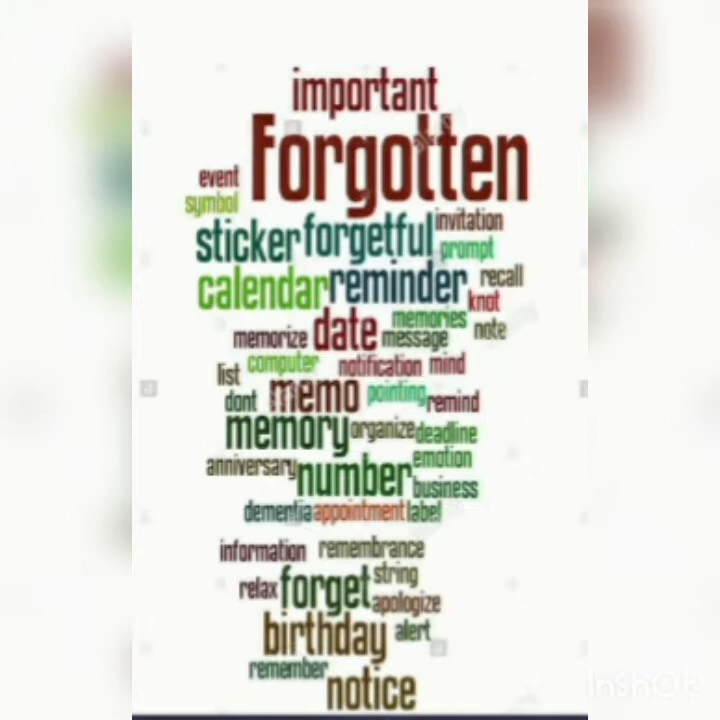 important
Forgotten
event
symbol
invitation
sticker forgetful prompt
calendar reminder recall
knot
memories
memorize date message note
computer notification mind
list
dont memo pointing remind
memory organize deadline
emotion
anniversary number business
dementia appointment label
information remembrance
relax forget string
apologize
birthday alert
remember
notice
InshOt